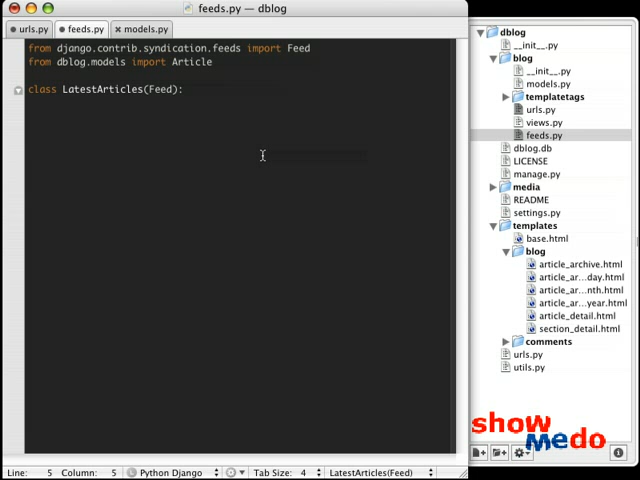 feeds.py — dblog
urls.py
feeds.py
models.py
from django.contrib.syndication.feeds import Feed
from dblog.models import Article
class LatestArticles(Feed):
dblog
__init__.py
blog
__init__.py
models.py
templatetags
urls.py
views.py
feeds.py
dblog.db
LICENSE
manage.py
media
README
settings.py
templates
base.html
blog
article_archive.html
article_ar...day.html
article_ar...nth.html
article_ar...year.html
article_detail.html
section_detail.html
comments
urls.py
utils.py
show
me do
Line: 5 Column: 5 Python Django Tab Size: 4 LatestArticles(Feed)